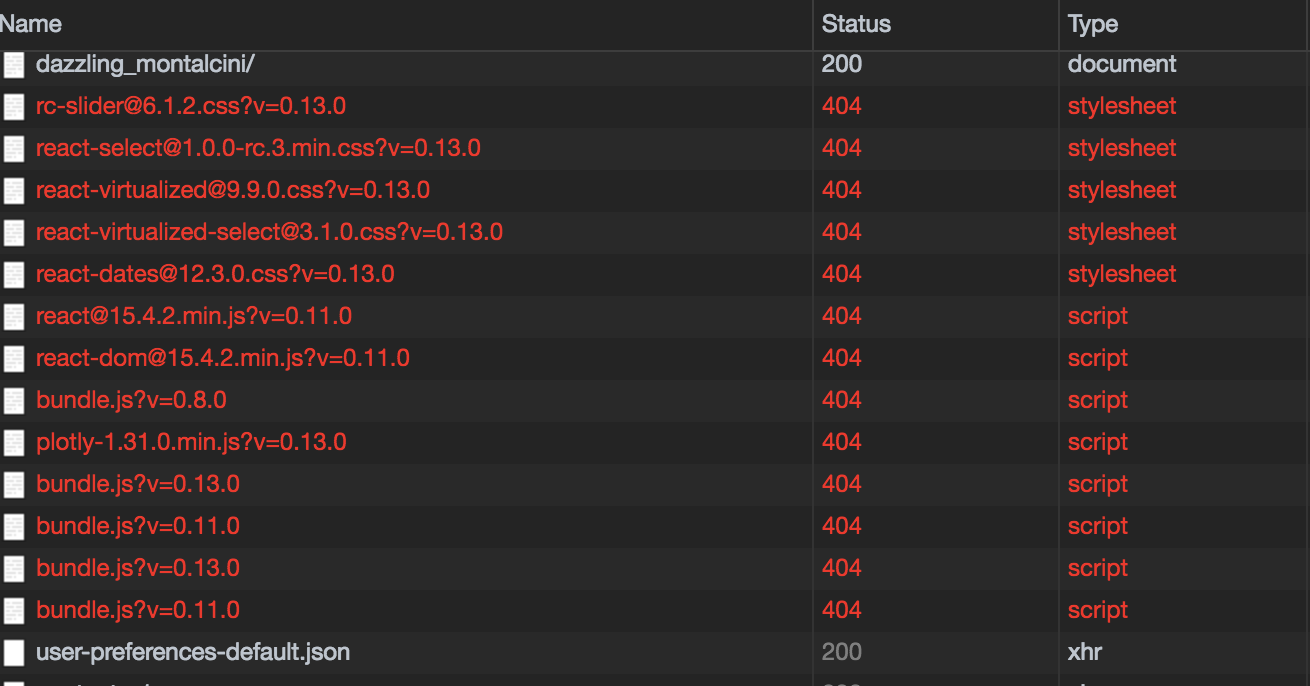 Name Status Type
dazzling_montalcini/ 200 document
rc-slider@6.1.2.css?v=0.13.0 404 stylesheet
react-select@1.0.0-rc.3.min.css?v=0.13.0 404 stylesheet
react-virtualized@9.9.0.css?v=0.13.0 404 stylesheet
react-virtualized-select@3.1.0.css?v=0.13.0 404 stylesheet
react-dates@12.3.0.css?v=0.13.0 404 stylesheet
react@15.4.2.min.js?v=0.11.0 404 script
react-dom@15.4.2.min.js?v=0.11.0 404 script
bundle.js?v=0.8.0 404 script
plotly-1.31.0.min.js?v=0.13.0 404 script
bundle.js?v=0.13.0 404 script
bundle.js?v=0.11.0 404 script
bundle.js?v=0.13.0 404 script
bundle.js?v=0.11.0 404 script
user-preferences-default.json 200 xhr